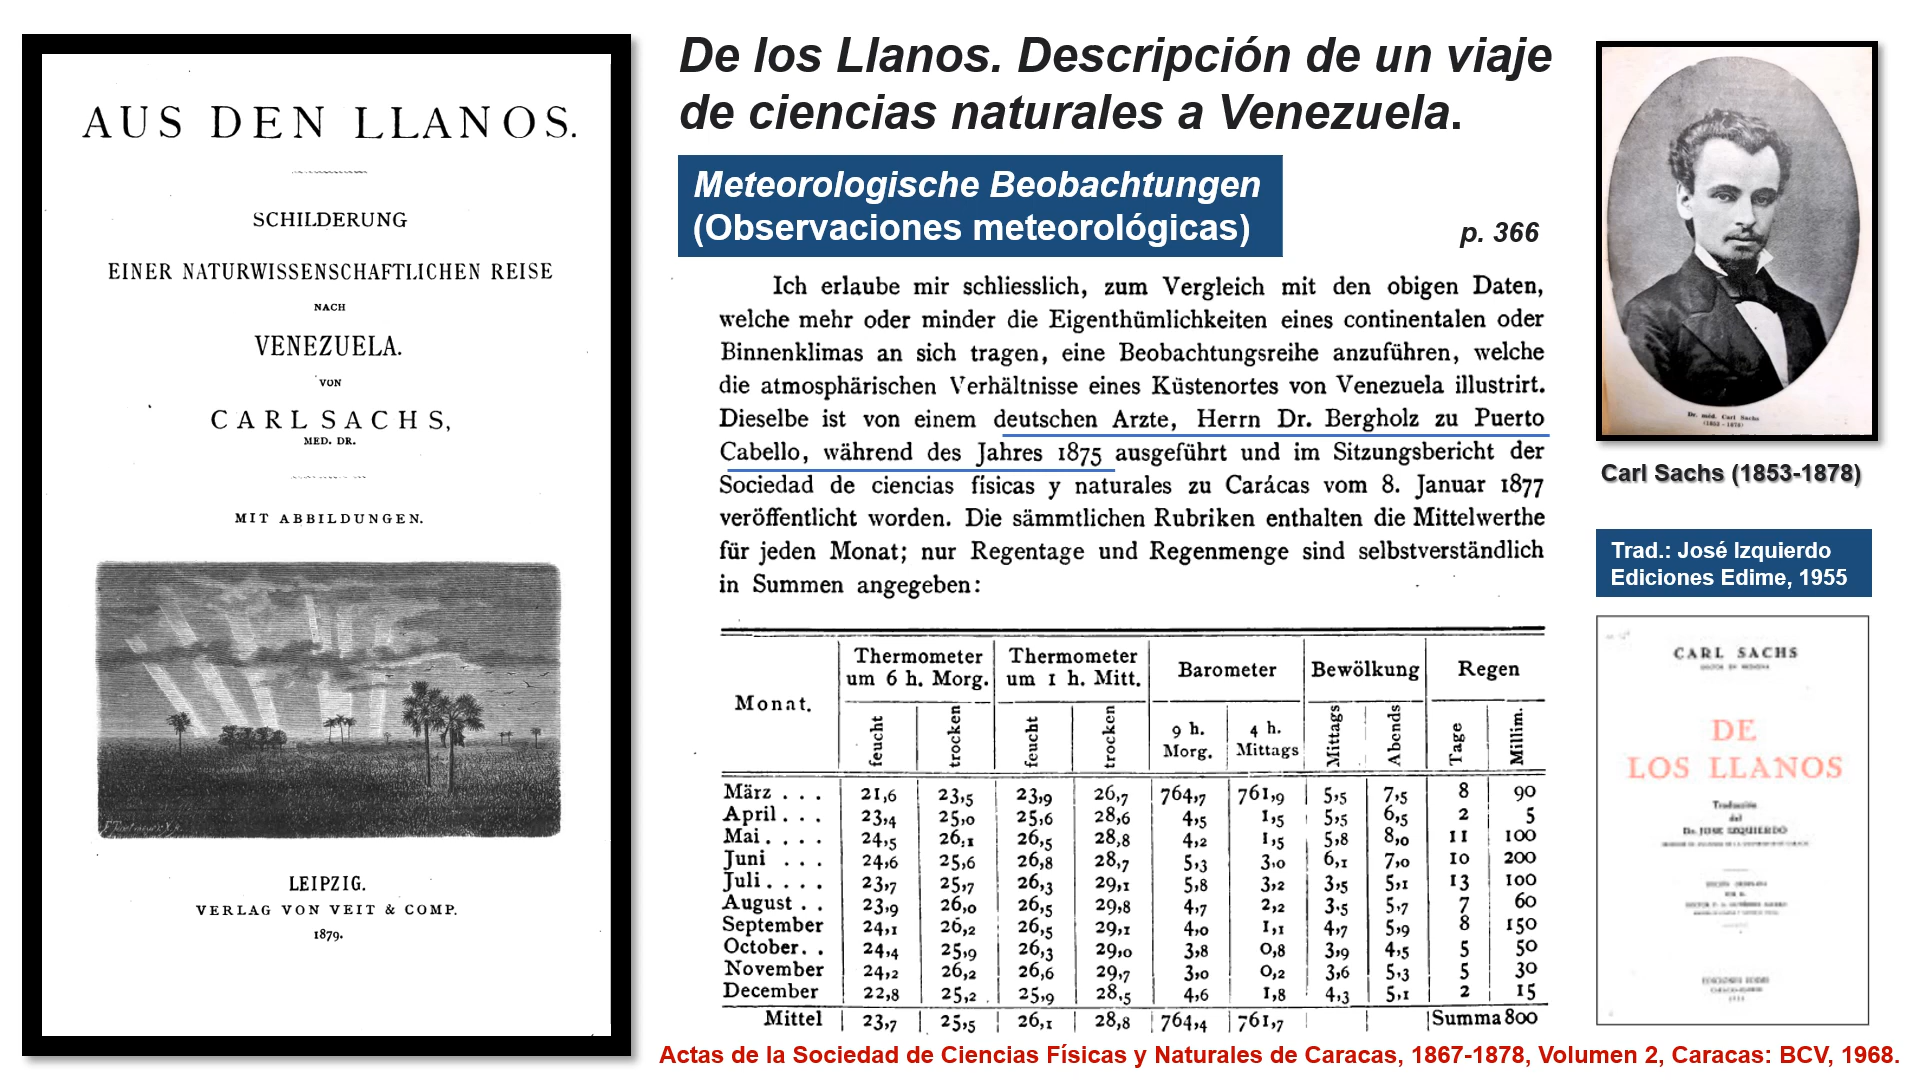 AUS DEN LLANOS.
SCHILDERUNG
EINER NATURWISSENSCHAFTLICHEN REISE
NACH
VENEZUELA.
VON
CARL SACHS,
MED. DR.
MIT ABBILDUNGEN.
LEIPZIG.
VERLAG VON VEIT & COMP.
1879.
De los Llanos. Descripción de un viaje
de ciencias naturales a Venezuela.
Meteorologische Beobachtungen
(Observaciones meteorológicas)
p. 366
Ich erlaube mir schliesslich, zum Vergleich mit den obigen Daten,
welche mehr oder minder die Eigenthümlichkeiten eines continentalen oder
Binnenklimas an sich tragen, eine Beobachtungsreihe anzuführen, welche
die atmosphärischen Verhältnisse eines Küstenortes von Venezuela illustrirt.
Dieselbe ist von einem deutschen Arzte, Herrn Dr. Bergholz zu Puerto
Cabello, während des Jahres 1875 ausgeführt und im Sitzungsbericht der
Sociedad de ciencias físicas y naturales zu Carácas vom 8. Januar 1877
veröffentlicht worden. Die sämmtlichen Rubriken enthalten die Mittelwerthe
für jeden Monat; nur Regentage und Regenmenge sind selbstverständlich
in Summen angegeben:
Monat. Thermometer um 6 h. Morg. Thermometer um 1 h. Mitt. Barometer Bewölkung Regen
feucht trocken feucht trocken 9 h. Morg. 4 h. Mittags Mittags Abends Tage Millim.
März . . . 21,6 23,5 23,9 26,7 764,7 761,9 5,5 7,5 8 90
April . . . 23,4 25,0 25,6 28,6 4,5 1,5 5,5 6,5 2 5
Mai . . . . 24,5 26,1 26,5 28,8 4,2 1,5 5,8 8,0 11 100
Juni . . . 24,6 25,6 26,8 28,7 5,3 3,0 6,1 7,0 10 200
Juli . . . . 23,7 25,7 26,3 29,1 5,8 3,2 3,5 5,1 13 100
August . . 23,9 26,0 26,5 29,8 4,7 2,2 3,5 5,7 7 60
September 24,1 26,2 26,5 29,1 4,0 1,1 4,7 5,9 8 150
October. . 24,4 25,9 26,3 29,0 3,8 0,8 3,9 4,5 5 50
November 24,2 26,2 26,6 29,7 3,0 0,2 3,6 5,3 5 30
December 22,8 25,2 25,9 28,5 4,6 1,8 4,3 5,1 2 15
Mittel 23,7 25,5 26,1 28,8 764,4 761,7 Summa 800
Actas de la Sociedad de Ciencias Físicas y Naturales de Caracas, 1867-1878, Volumen 2, Caracas: BCV, 1968.
Dr. med. Carl Sachs
(1853 - 1878)
Carl Sachs (1853-1878)
Trad.: José Izquierdo
Ediciones Edime, 1955
CARL SACHS
DE
LOS LLANOS
Traducción
del
Dr. JOSE IZQUIERDO